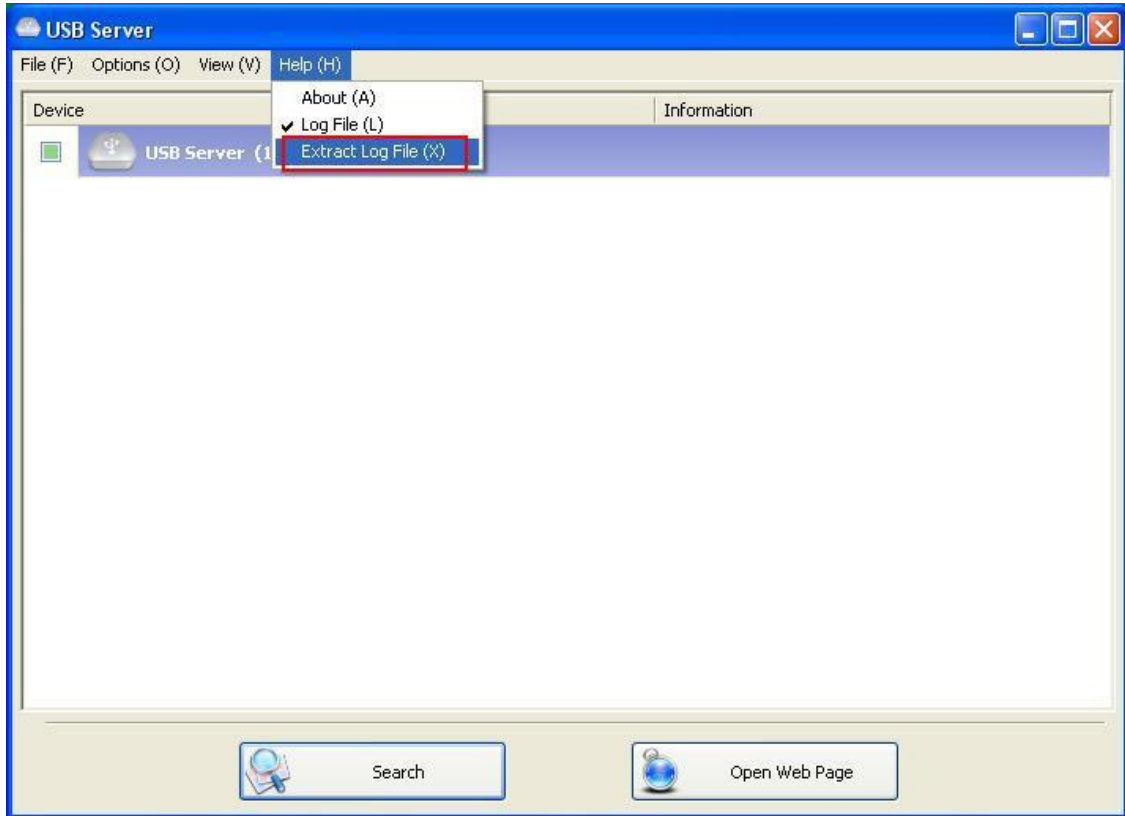 USB Server
File (F) Options (O) View (V) Help (H)
About (A)
Log File (L)
Extract Log File (X)
Device Information
USB Server (1
Search Open Web Page